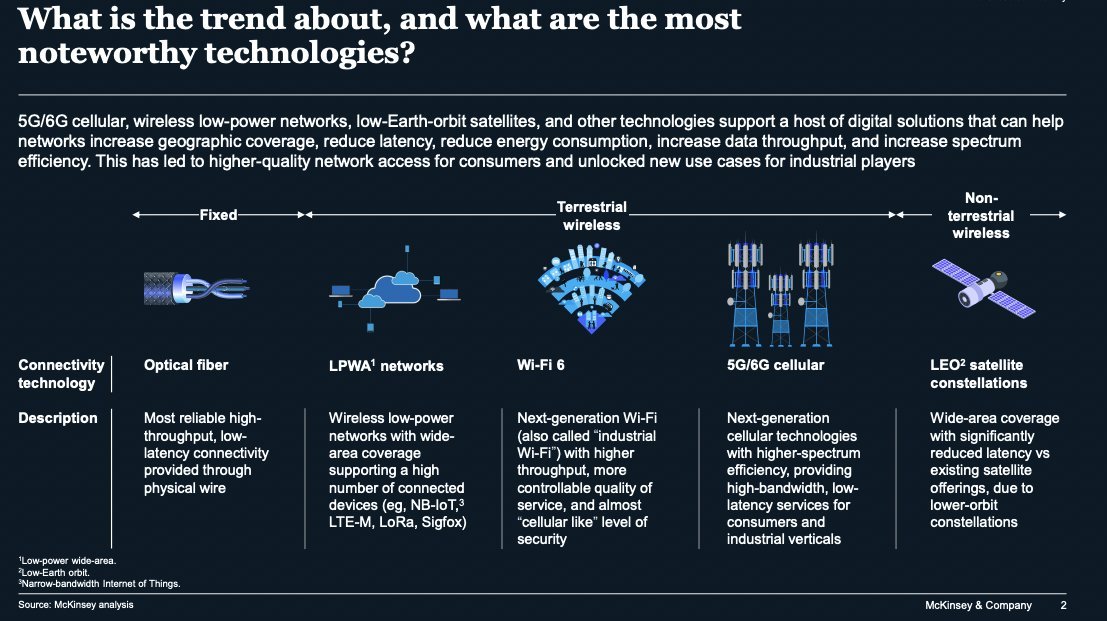 What is the trend about, and what are the most
noteworthy technologies?
5G/6G cellular, wireless low-power networks, low-Earth-orbit satellites, and other technologies support a host of digital solutions that can help
networks increase geographic coverage, reduce latency, reduce energy consumption, increase data throughput, and increase spectrum
efficiency. This has led to higher-quality network access for consumers and unlocked new use cases for industrial players
Fixed
Terrestrial
wireless
Non-
terrestrial
wireless
Connectivity
technology
Optical fiber
LPWA¹ networks
Wi-Fi 6
5G/6G cellular
LEO² satellite
constellations
Description
Most reliable high-
throughput, low-
latency connectivity
provided through
physical wire
Wireless low-power
networks with wide-
area coverage
supporting a high
number of connected
devices (eg, NB-IoT,³
LTE-M, LoRa, Sigfox)
Next-generation Wi-Fi
(also called “industrial
Wi-Fi”) with higher
throughput, more
controllable quality of
service, and almost
“cellular like” level of
security
Next-generation
cellular technologies
with higher-spectrum
efficiency, providing
high-bandwidth, low-
latency services for
consumers and
industrial verticals
Wide-area coverage
with significantly
reduced latency vs
existing satellite
offerings, due to
lower-orbit
constellations
¹Low-power wide-area.
²Low-Earth orbit.
³Narrow-bandwidth Internet of Things.
Source: McKinsey analysis
McKinsey & Company 2